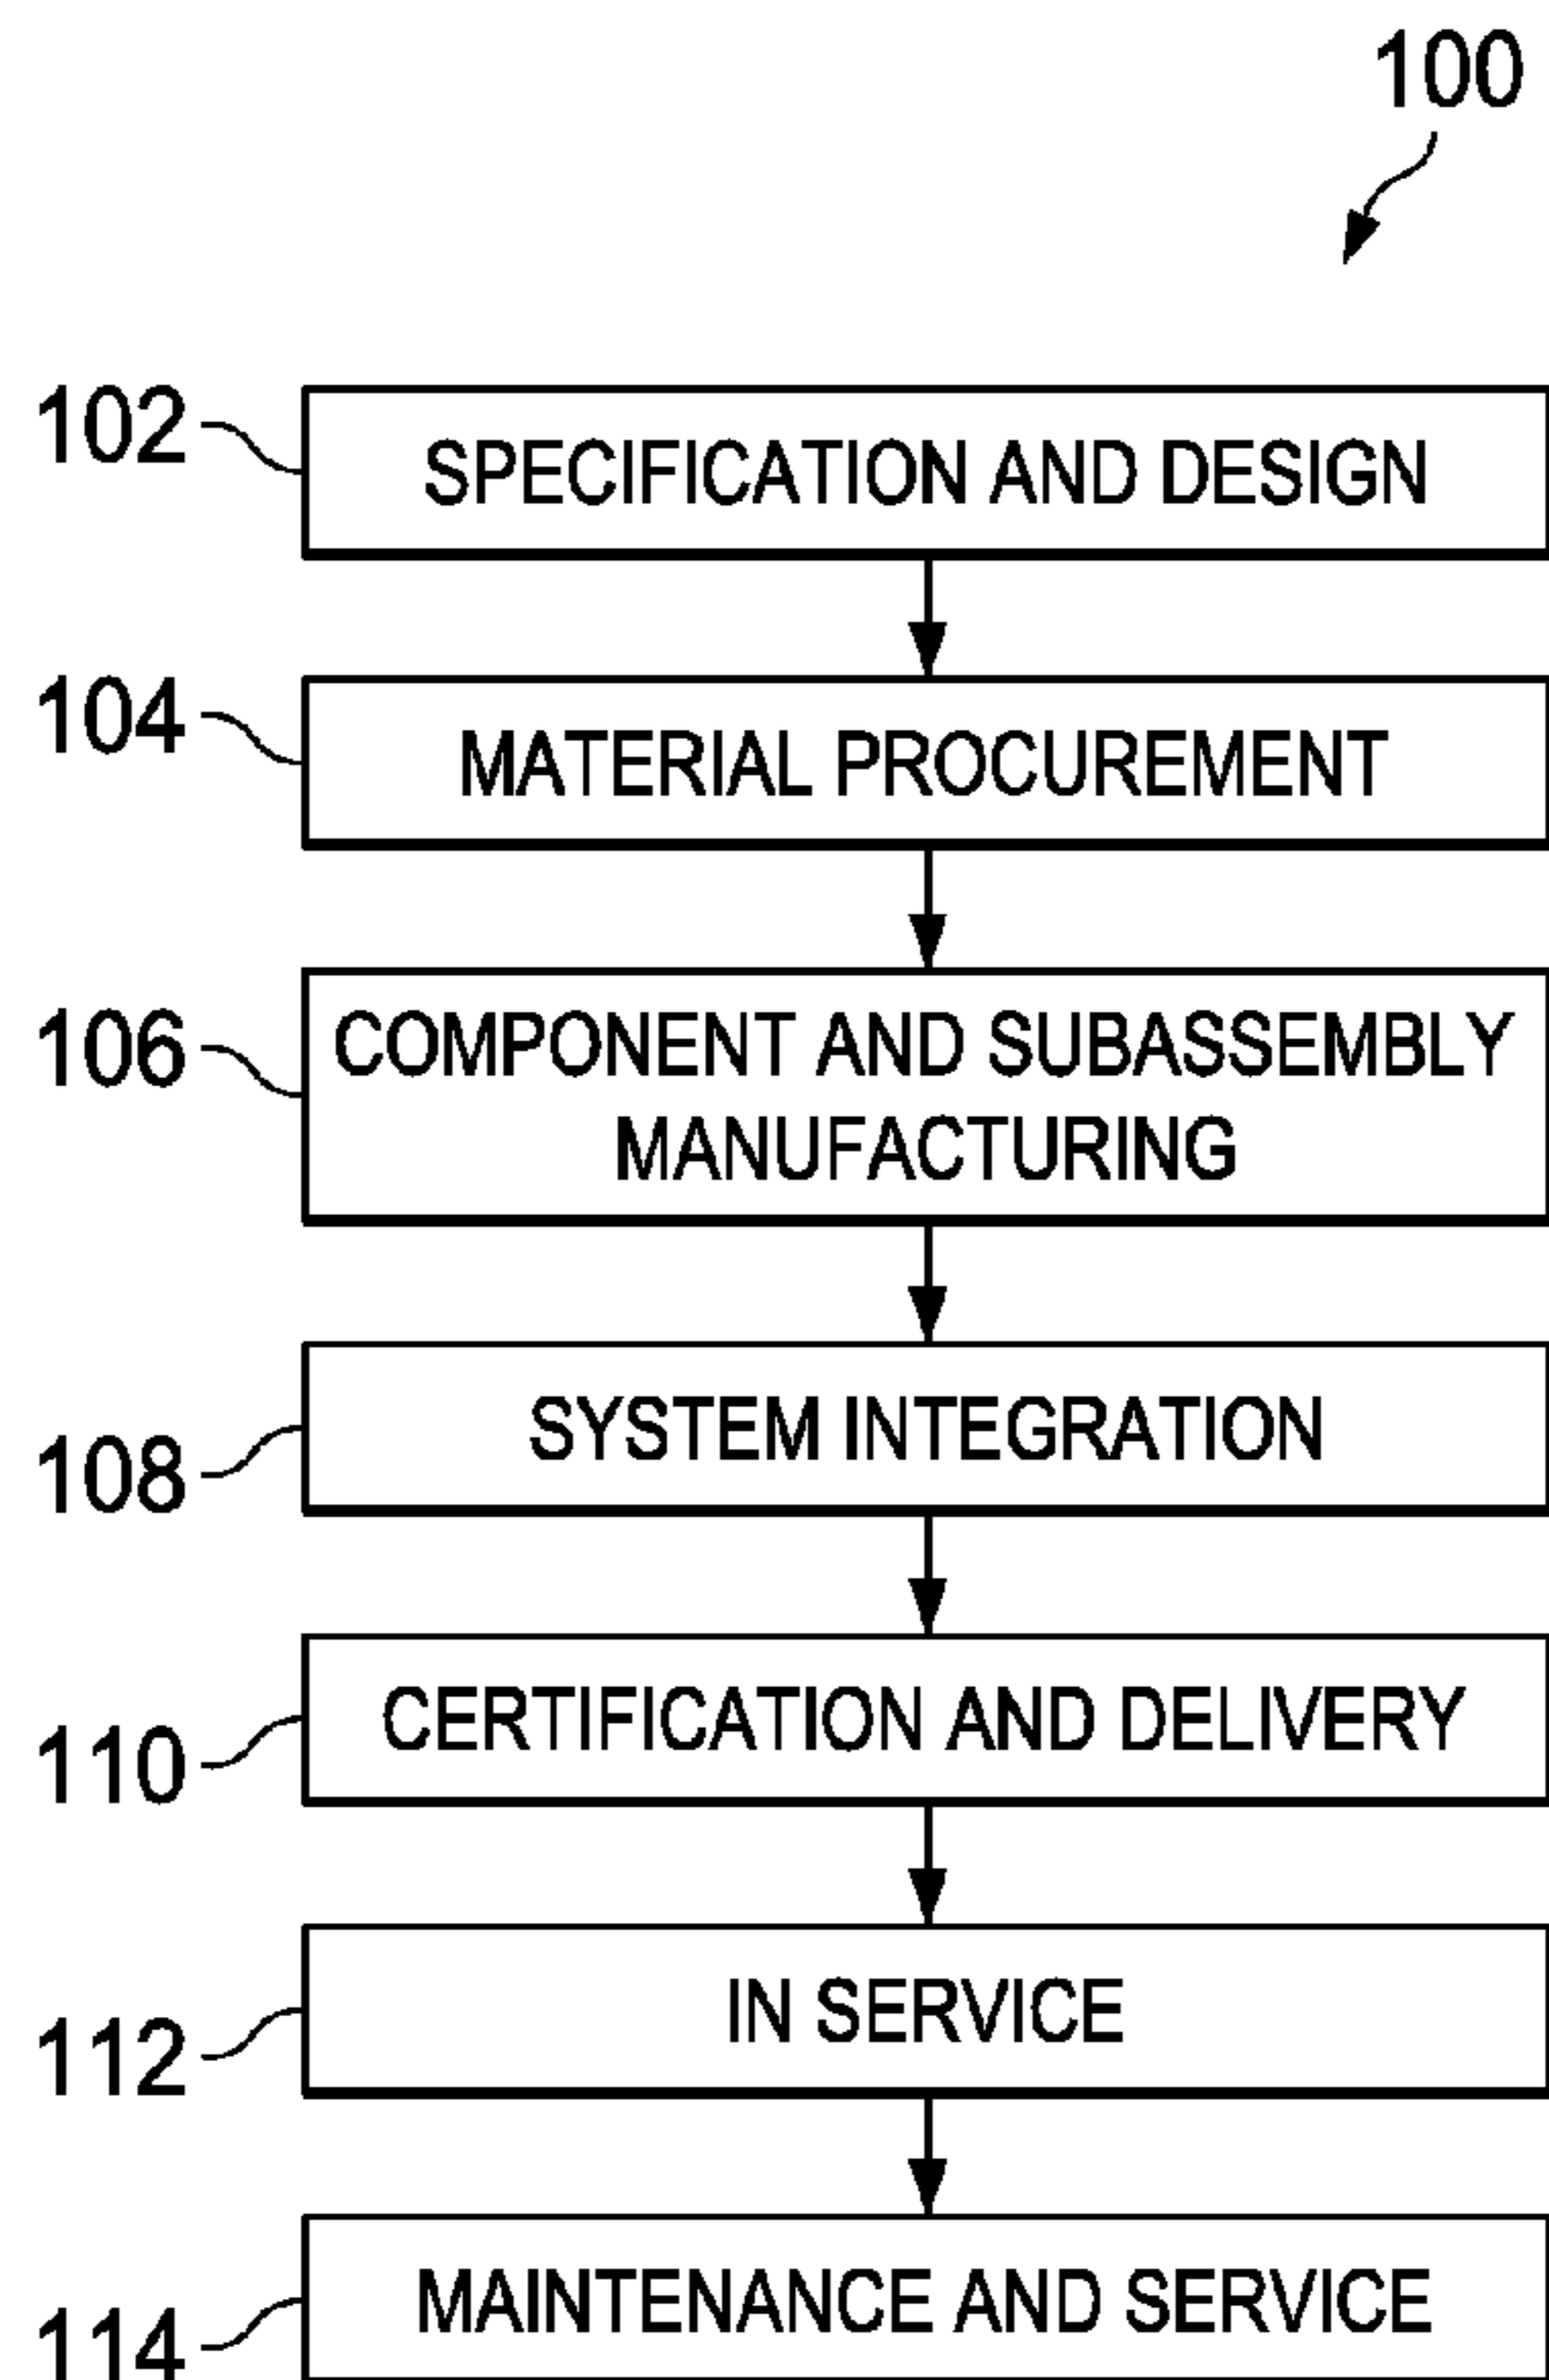 100
102
SPECIFICATION AND DESIGN
104
MATERIAL PROCUREMENT
106
COMPONENT AND SUBASSEMBLY
MANUFACTURING
108
SYSTEM INTEGRATION
110
CERTIFICATION AND DELIVERY
112
IN SERVICE
114
MAINTENANCE AND SERVICE